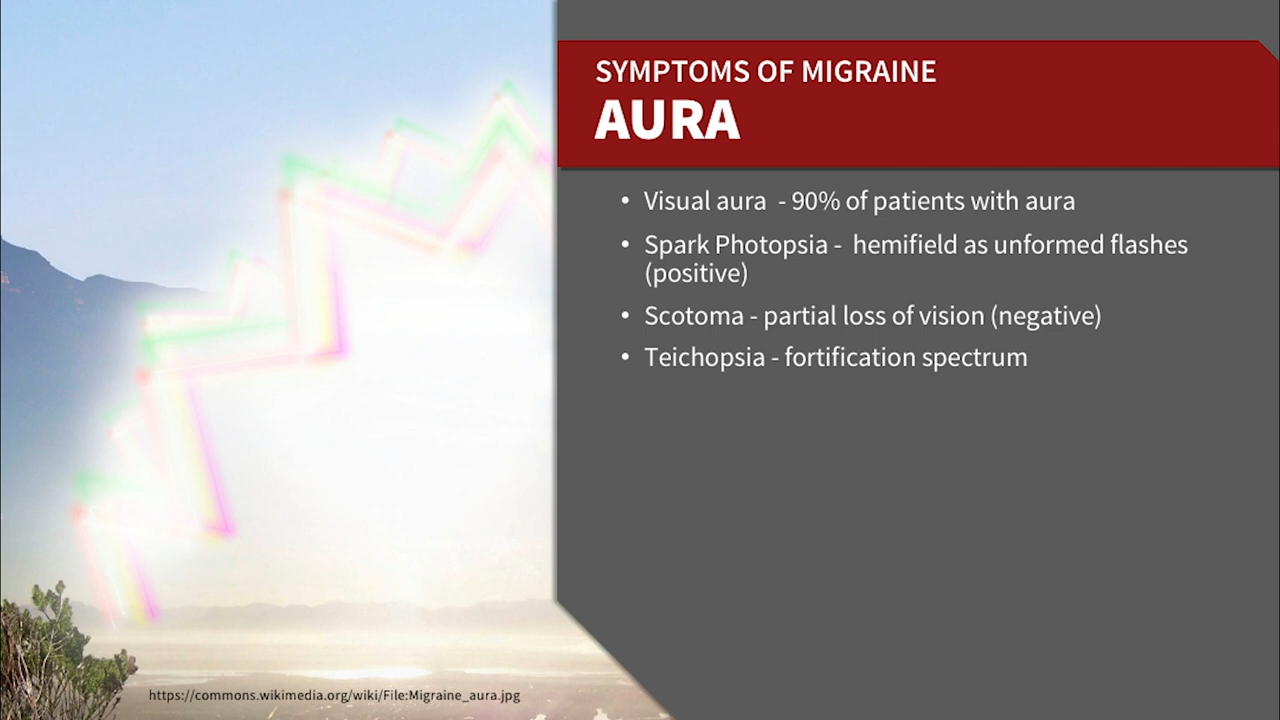 SYMPTOMS OF MIGRAINE
AURA
• Visual aura - 90% of patients with aura
• Spark Photopsia - hemifield as unformed flashes
(positive)
• Scotoma - partial loss of vision (negative)
• Teichopsia - fortification spectrum
https://commons.wikimedia.org/wiki/File:Migraine_aura.jpg